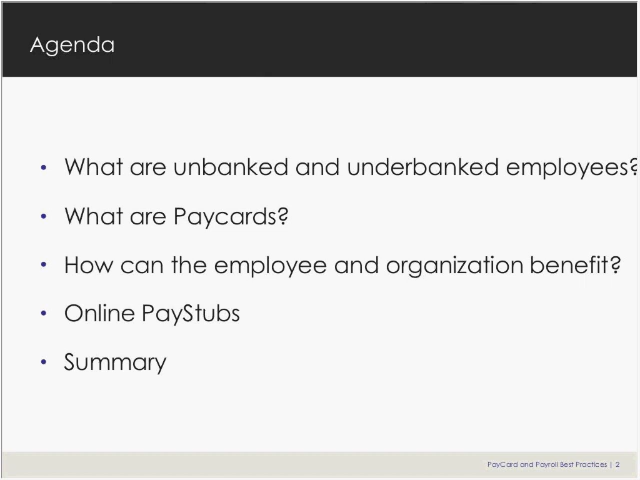 Agenda
• What are unbanked and underbanked employees?
• What are Paycards?
• How can the employee and organization benefit?
• Online PayStubs
• Summary
PayCard and Payroll Best Practices | 2